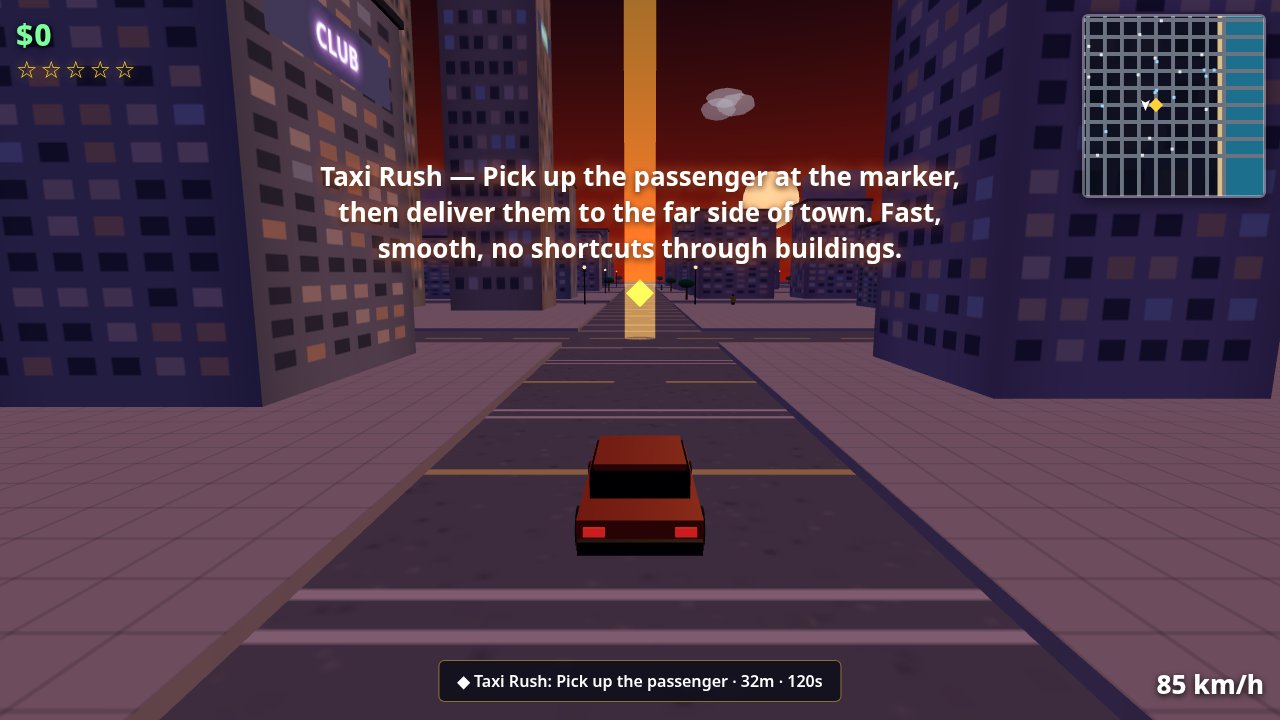 $0
CLUB
☆☆☆☆☆
Taxi Rush — Pick up the passenger at the marker,
then deliver them to the far side of town. Fast,
smooth, no shortcuts through buildings.
◆ Taxi Rush: Pick up the passenger · 32m · 120s
85 km/h